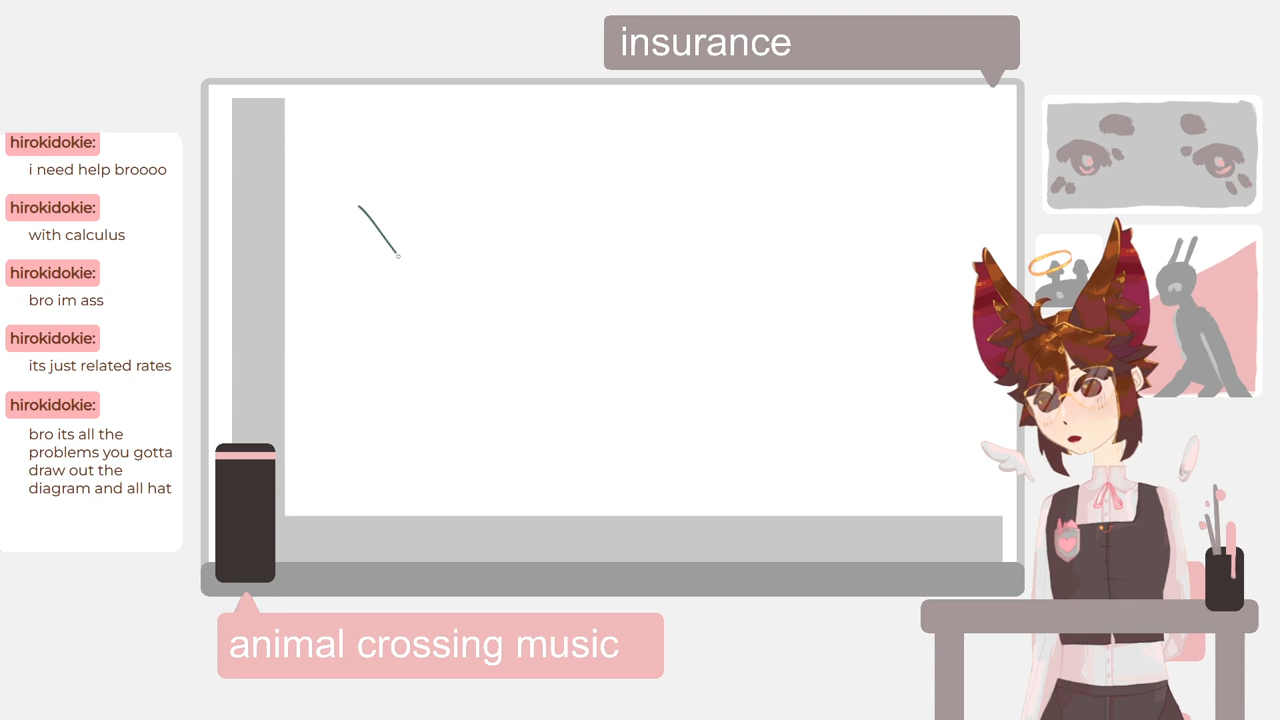 insurance
hirokidokie:
i need help broooo
hirokidokie:
with calculus
hirokidokie:
bro im ass
hirokidokie:
its just related rates
hirokidokie:
bro its all the
problems you gotta
draw out the
diagram and all hat
animal crossing music